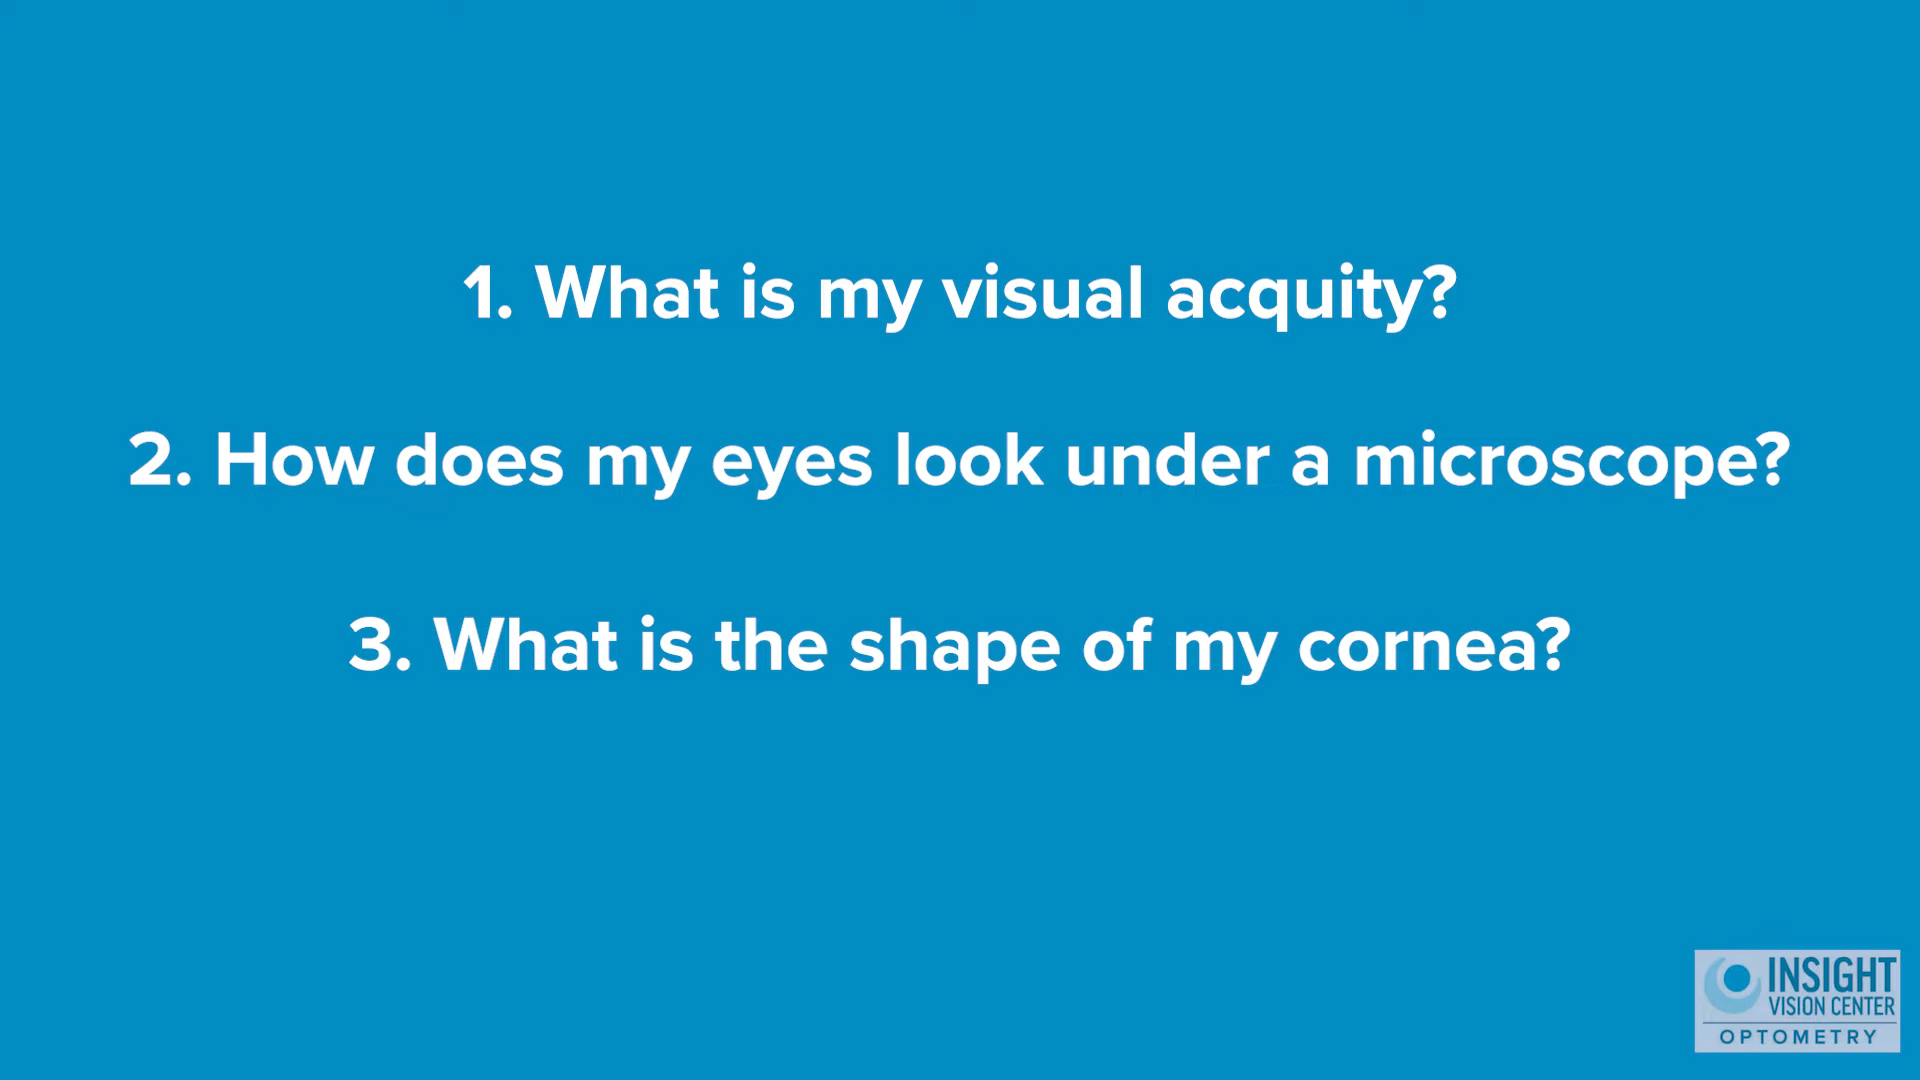 1. What is my visual acquity?
2. How does my eyes look under a microscope?
3. What is the shape of my cornea?
INSIGHT
VISION CENTER
OPTOMETRY